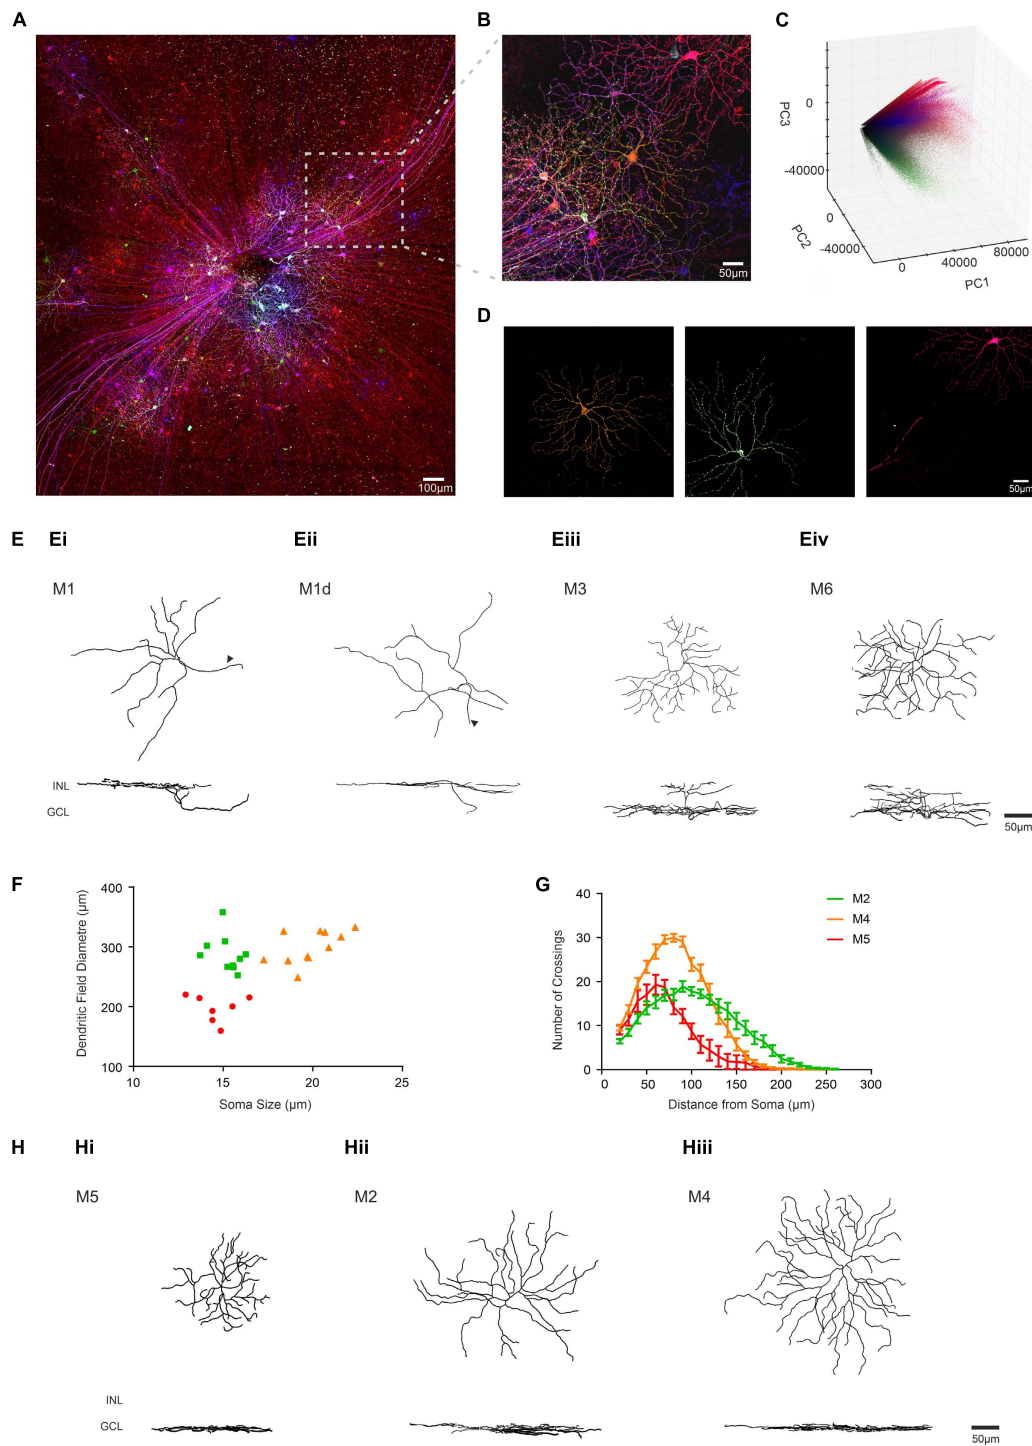 A
B
C
100µm
50µm
PC3
0
-40000
PC2
0
-40000
0
40000
80000
PC1
D
50µm
E
Ei
Eii
Eiii
Eiv
M1
M1d
M3
M6
INL
GCL
50µm
F
Dendritic Field Diametre (µm)
400
300
200
100
10
15
20
25
Soma Size (µm)
G
Number of Crossings
40
30
20
10
0
0
50
100
150
200
250
300
Distance from Soma (µm)
M2
M4
M5
H
Hi
Hii
Hiii
M5
M2
M4
INL
GCL
50µm